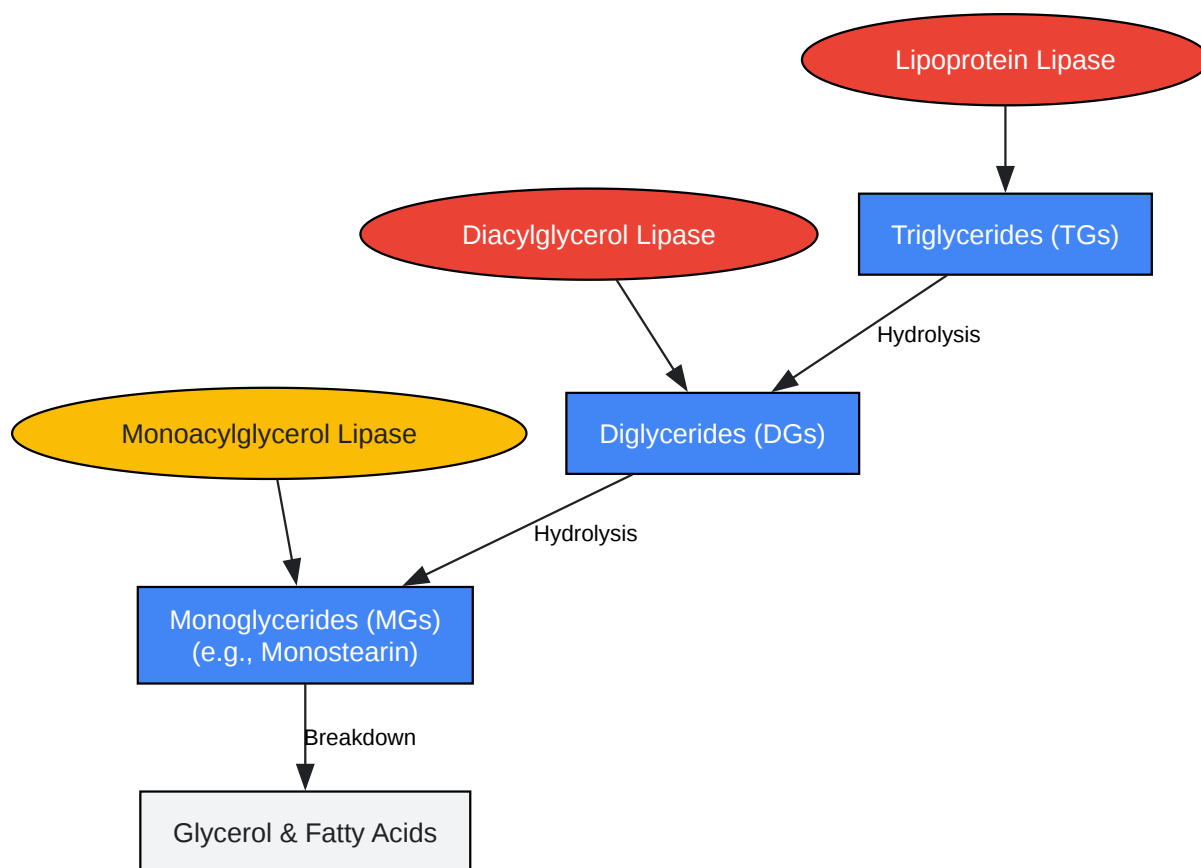 Lipoprotein Lipase
Diacylglycerol Lipase
Triglycerides (TGs)
Hydrolysis
Monoacylglycerol Lipase
Diglycerides (DGs)
Hydrolysis
Monoglycerides (MGs)
(e.g., Monostearin)
Breakdown
Glycerol & Fatty Acids